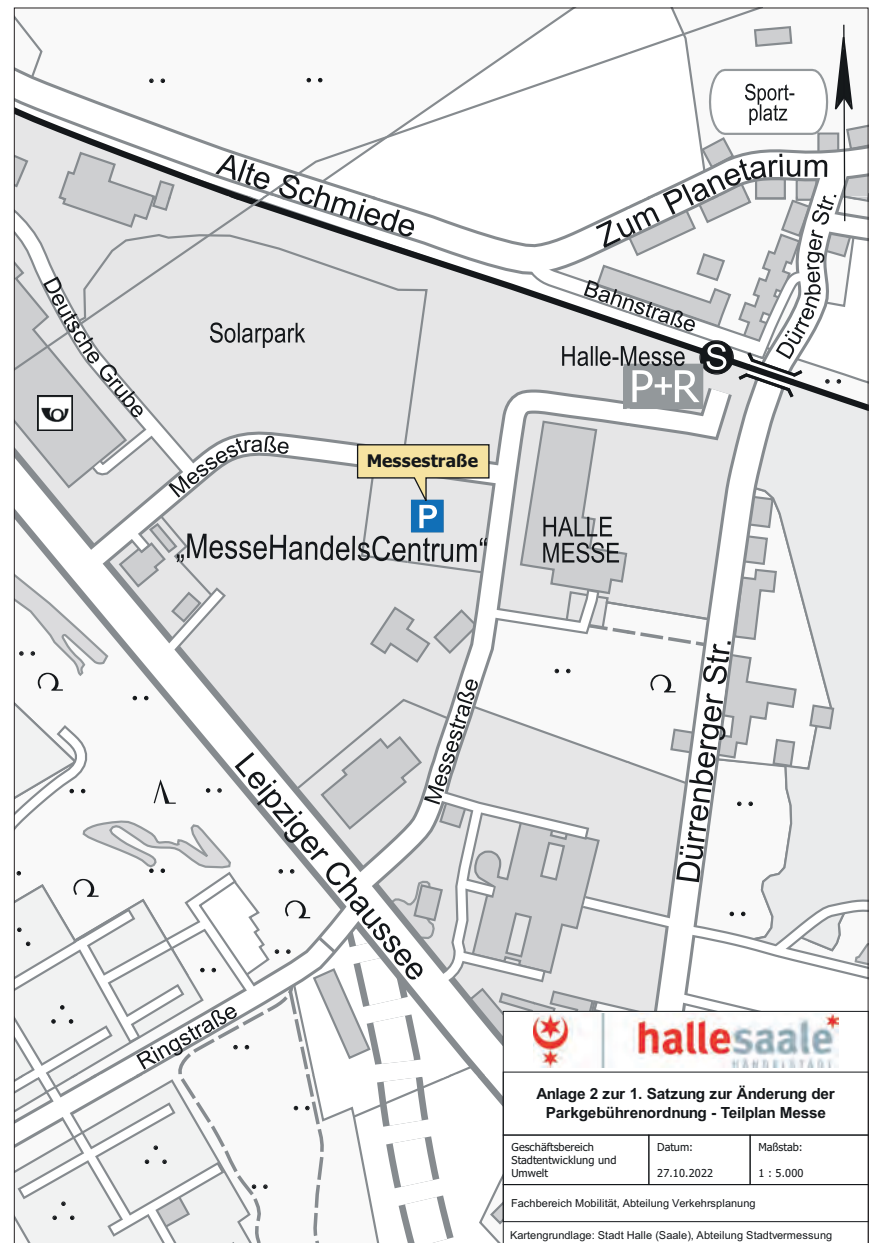 Sport-
platz
Alte Schmiede
Zum Planetarium
Dürrenberger Str.
Bahnstraße
Deutsche Grube
Solarpark
Halle-Messe
S
P+R
Messestraße
Messestraße
P
„MesseHandelsCentrum“
HALLE
MESSE
Messestraße
Dürrenberger Str.
Leipziger Chaussee
Ringstraße
hallesaale*
HÄNDELSTADT
Anlage 2 zur 1. Satzung zur Änderung der
Parkgebührenordnung - Teilplan Messe
Geschäftsbereich
Stadtentwicklung und
Umwelt
Datum:
27.10.2022
Maßstab:
1 : 5.000
Fachbereich Mobilität, Abteilung Verkehrsplanung
Kartengrundlage: Stadt Halle (Saale), Abteilung Stadtvermessung